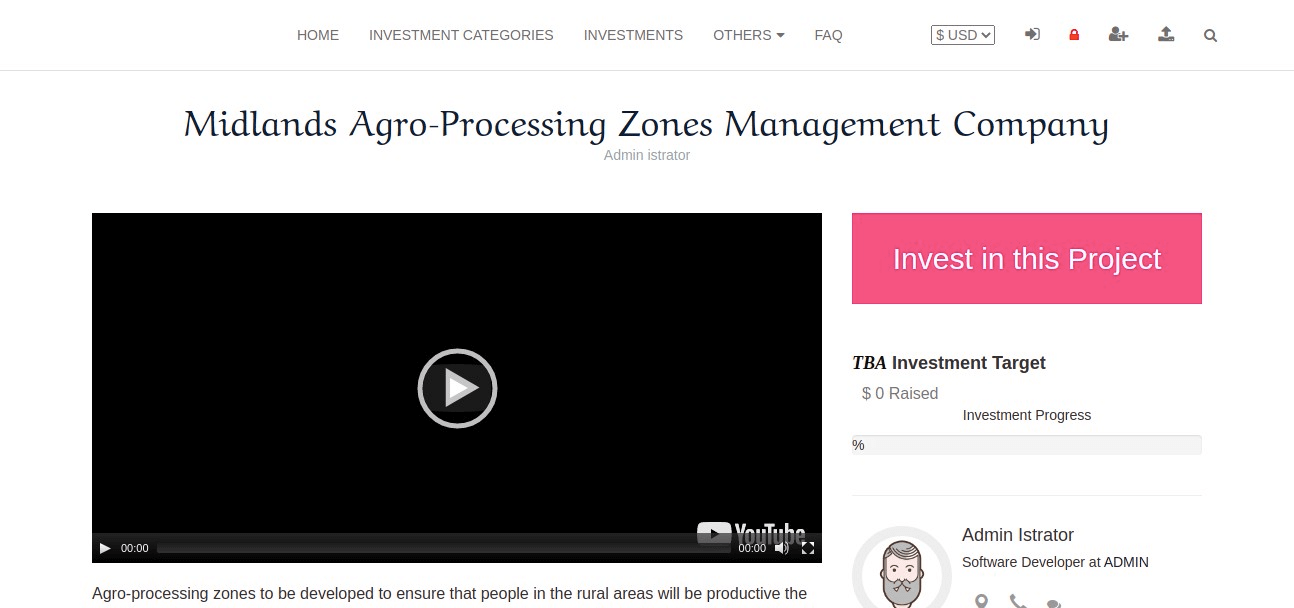 HOME INVESTMENT CATEGORIES INVESTMENTS OTHERS FAQ $ USD
Midlands Agro-Processing Zones Management Company
Admin istrator
Invest in this Project
TBA Investment Target
$ 0 Raised
Investment Progress
%
YouTube
00:00 00:00
Admin Istrator
Software Developer at ADMIN
Agro-processing zones to be developed to ensure that people in the rural areas will be productive the